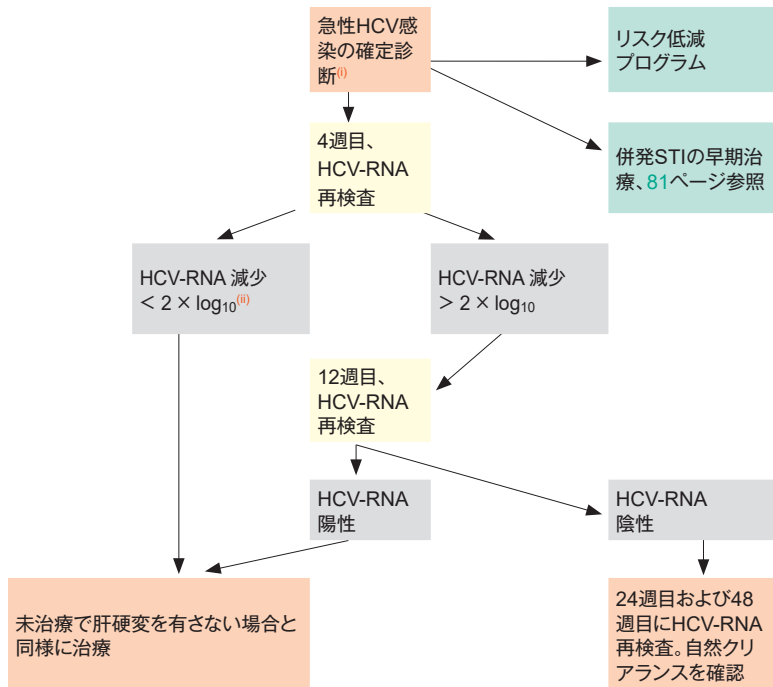 急性HCV感
染の確定診
断(i)
リスク低減
プログラム
4週目、
HCV-RNA
再検査
併発STIの早期治
療、81ページ参照
HCV-RNA 減少
< 2 × log₁₀(ii)
HCV-RNA 減少
> 2 × log₁₀
12週目、
HCV-RNA
再検査
HCV-RNA
陽性
HCV-RNA
陰性
未治療で肝硬変を有さない場合と
同様に治療
24週目および48
週目にHCV-RNA
再検査。自然クリ
アランスを確認